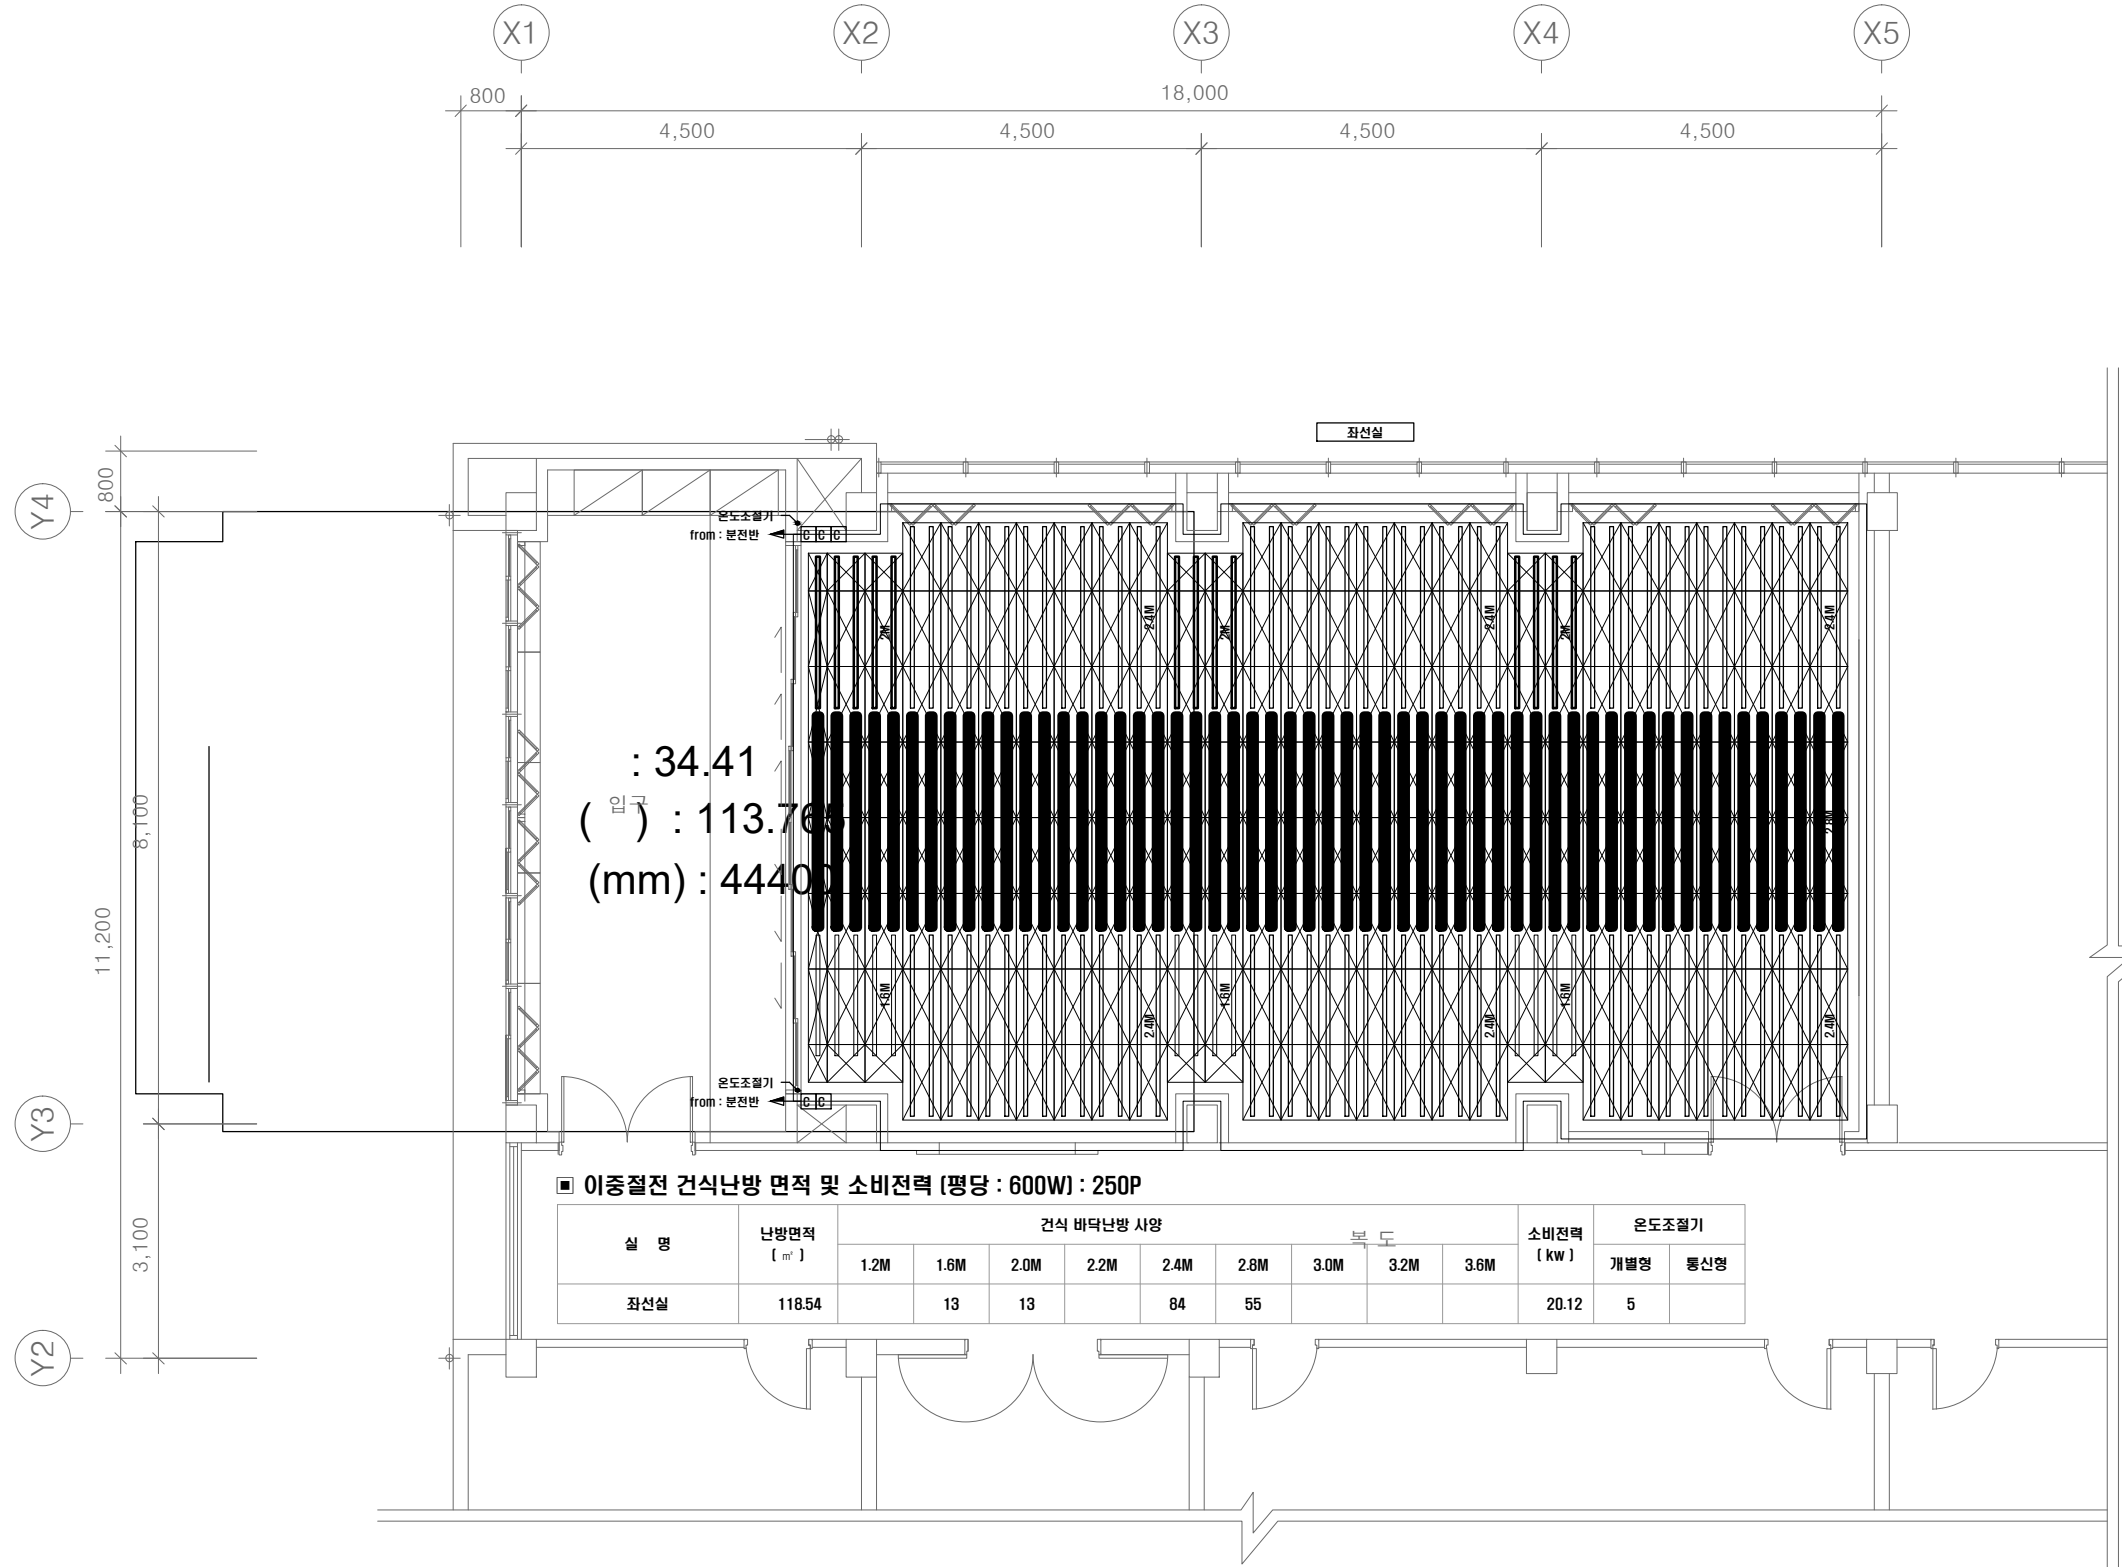 X1 X2 X3 X4 X5
800 18,000
4,500 4,500 4,500 4,500
좌선실
Y4
800
온도조절기
from : 분전반
C C C
2.4M 2.4M 2.4M
2M 2M 2M
: 34.41
입구
( ) : 113.765
(mm) : 44400
2.8M
8,100
11,200
1.6M 1.6M 1.6M
2.4M 2.4M 2.4M
온도조절기
from : 분전반
C C
Y3
▣ 이중절전 건식난방 면적 및 소비전력 (평당 : 600W) : 250P
실 명 난방면적 ( ㎡ ) 건식 바닥난방 사양 소비전력 ( kw ) 온도조절기
복 도
1.2M 1.6M 2.0M 2.2M 2.4M 2.8M 3.0M 3.2M 3.6M 개별형 통신형
좌선실 118.54 13 13 84 55 20.12 5
3,100
Y2